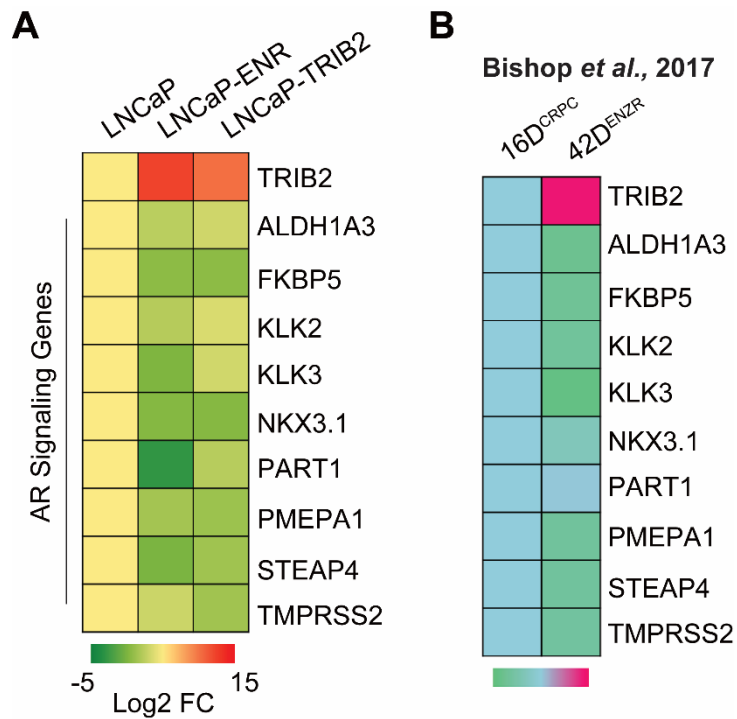 A
LNCaP
LNCaP-ENR
LNCaP-TRIB2
TRIB2
ALDH1A3
FKBP5
KLK2
KLK3
NKX3.1
PART1
PMEPA1
STEAP4
TMPRSS2
AR Signaling Genes
-5
15
Log2 FC
B
Bishop et al., 2017
16D^CRPC
42D^ENZR
TRIB2
ALDH1A3
FKBP5
KLK2
KLK3
NKX3.1
PART1
PMEPA1
STEAP4
TMPRSS2